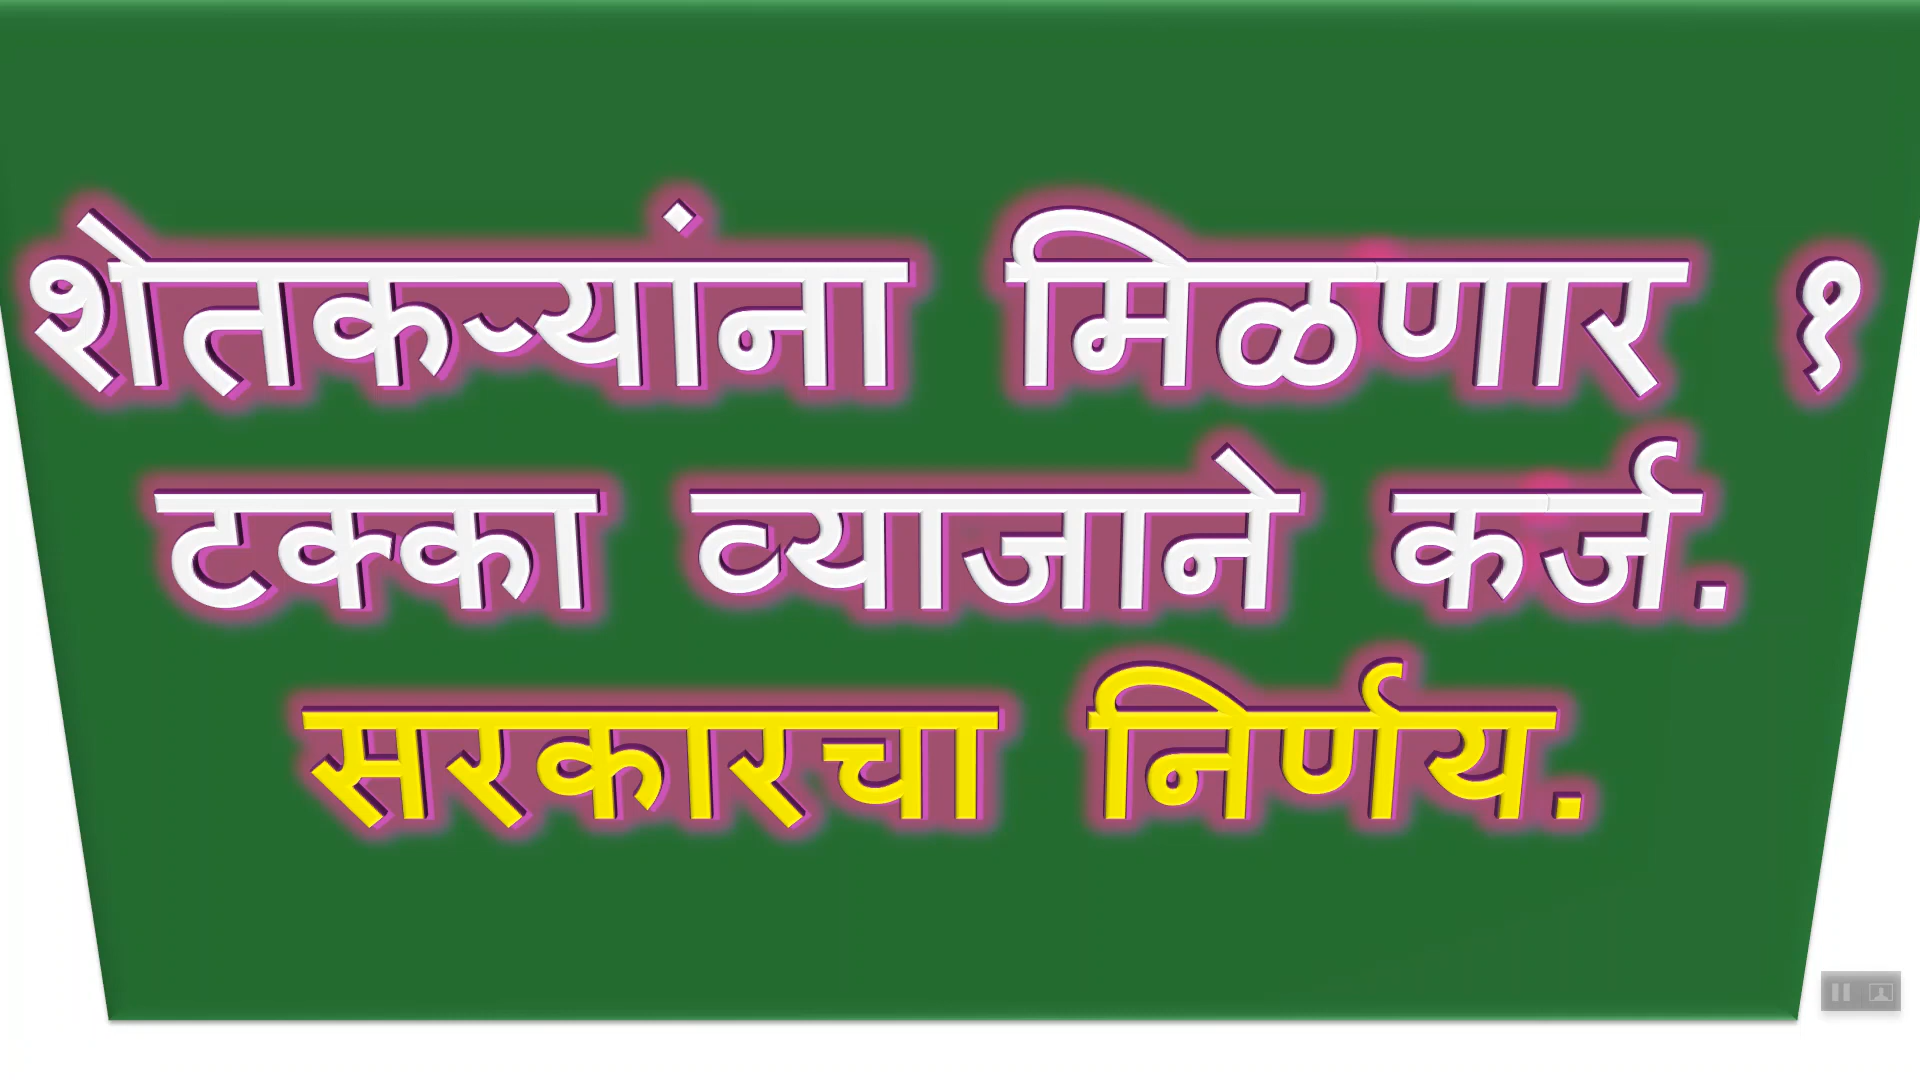 शेतकऱ्यांना मिळणार १
टक्का व्याजाने कर्ज.
सरकारचा निर्णय.